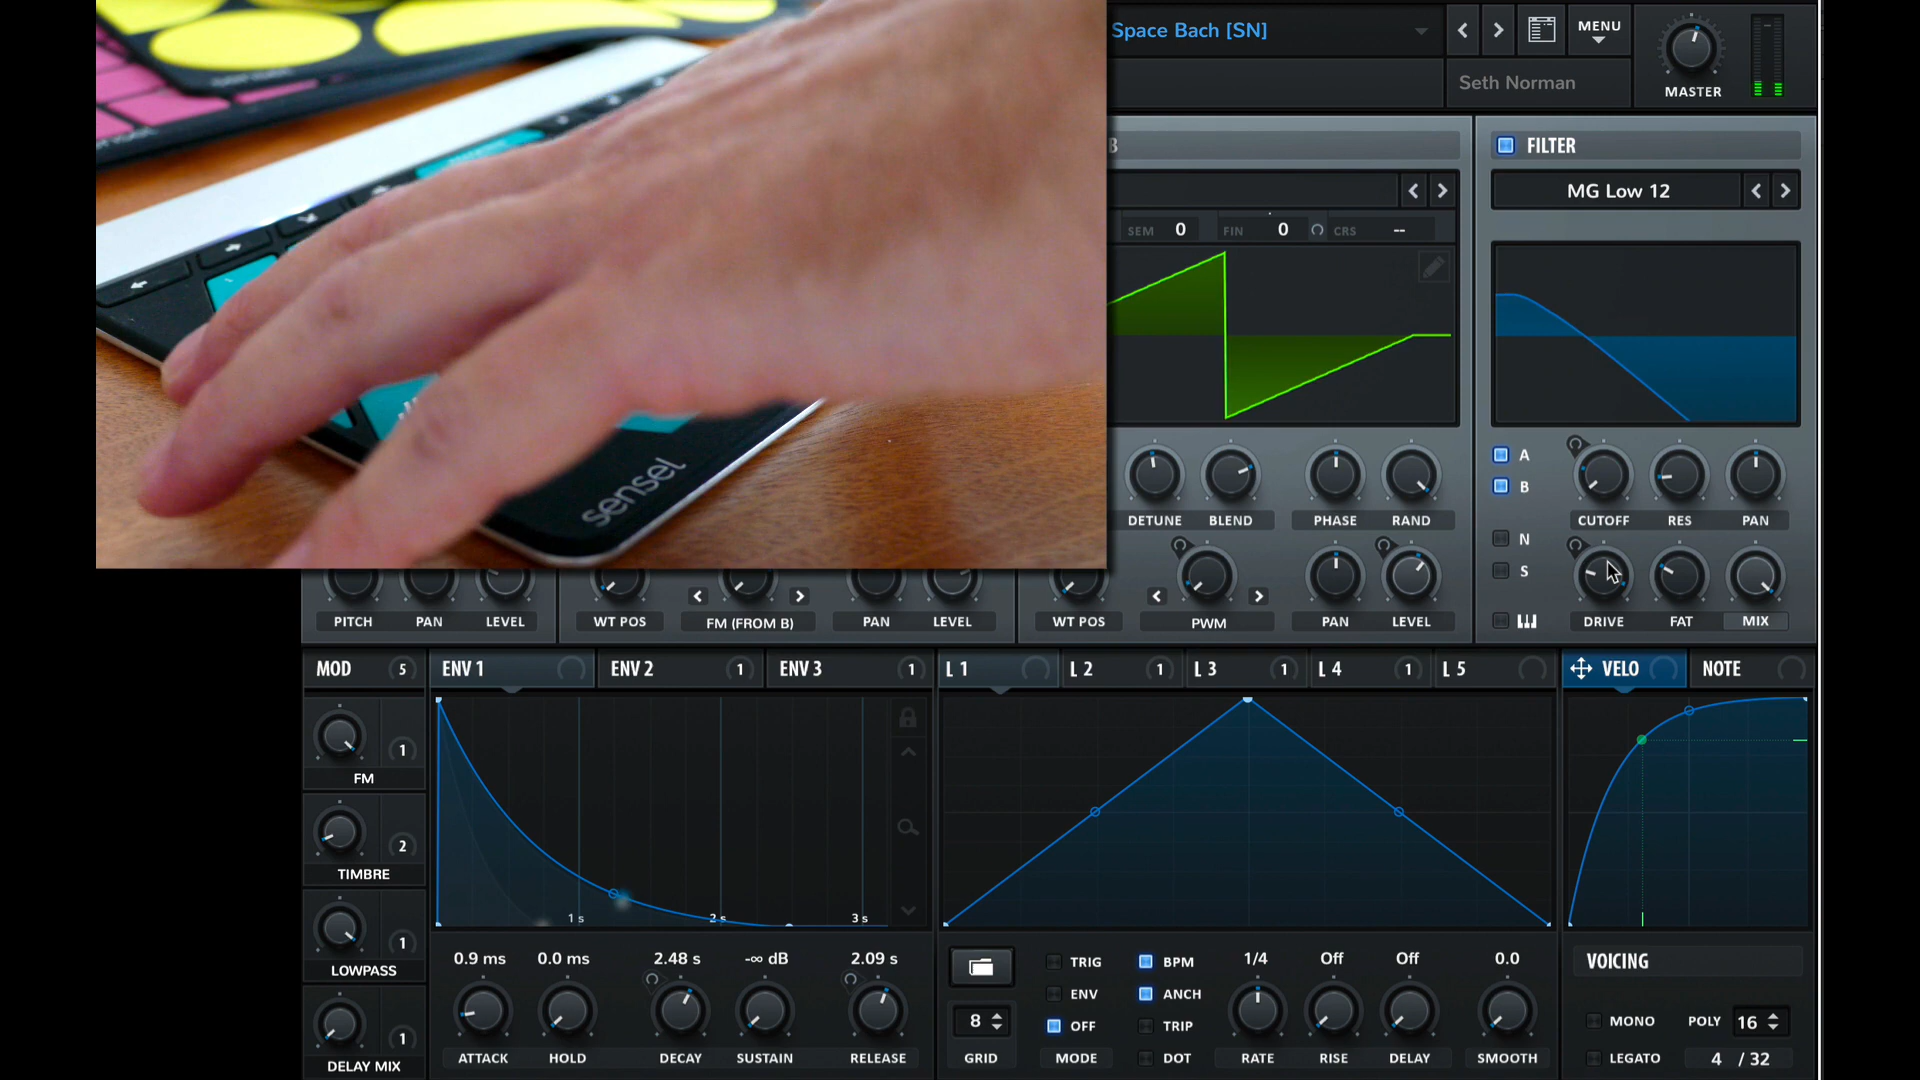 Space Bach [SN]
MENU
Seth Norman
MASTER
B
FILTER
MG Low 12
SEM 0 FIN 0 CRS --
A
B
N
S
DETUNE BLEND PHASE RAND
CUTOFF RES PAN
PITCH PAN LEVEL
WT POS FM (FROM B) PAN LEVEL
WT POS PWM PAN LEVEL
DRIVE FAT MIX
sensel
MOD 5
ENV 1
ENV 2 1
ENV 3 1
L 1
L 2 1
L 3 1
L 4 1
L 5
VELO
NOTE
1
FM
2
TIMBRE
1
LOWPASS
1
DELAY MIX
1 s 2 s 3 s
0.9 ms 0.0 ms 2.48 s -∞ dB 2.09 s
ATTACK HOLD DECAY SUSTAIN RELEASE
8
GRID
TRIG
ENV
OFF
MODE
BPM
ANCH
TRIP
DOT
1/4 Off Off 0.0
RATE RISE DELAY SMOOTH
VOICING
MONO POLY 16
LEGATO 4 / 32